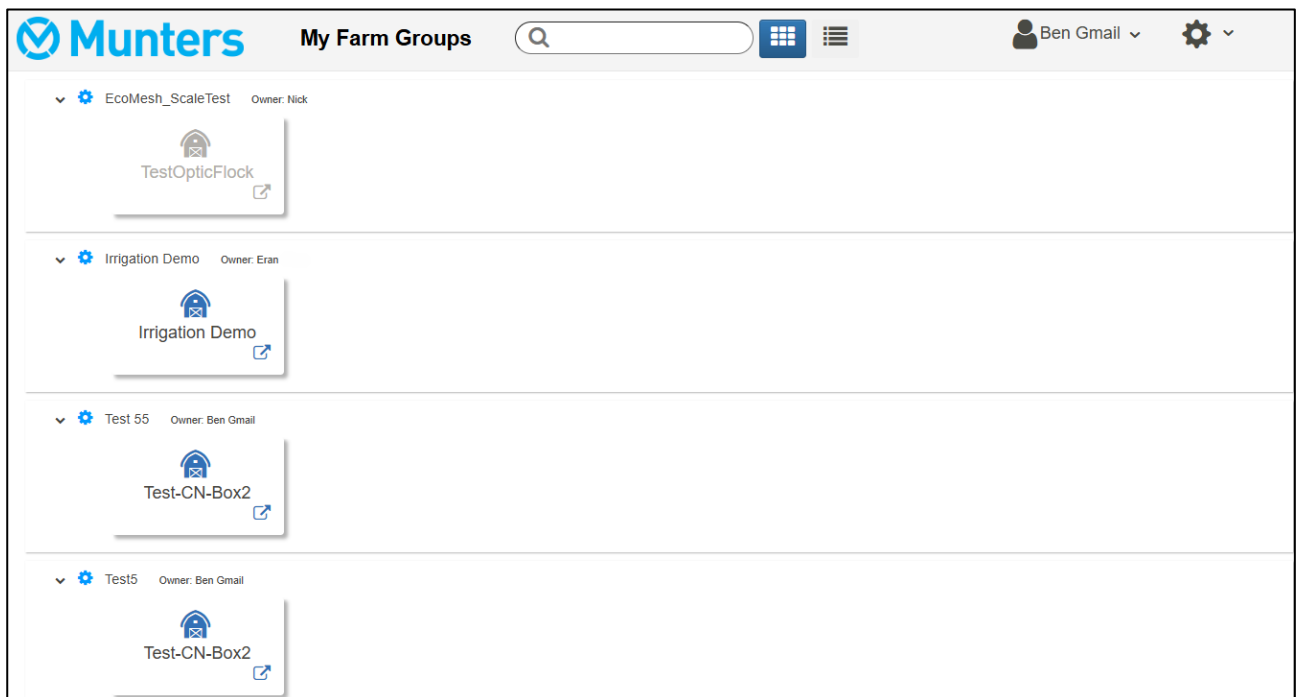 Munters My Farm Groups Ben Gmail
EcoMesh_ScaleTest Owner: Nick
TestOpticFlock
Irrigation Demo Owner: Eran
Irrigation Demo
Test 55 Owner: Ben Gmail
Test-CN-Box2
Test5 Owner: Ben Gmail
Test-CN-Box2